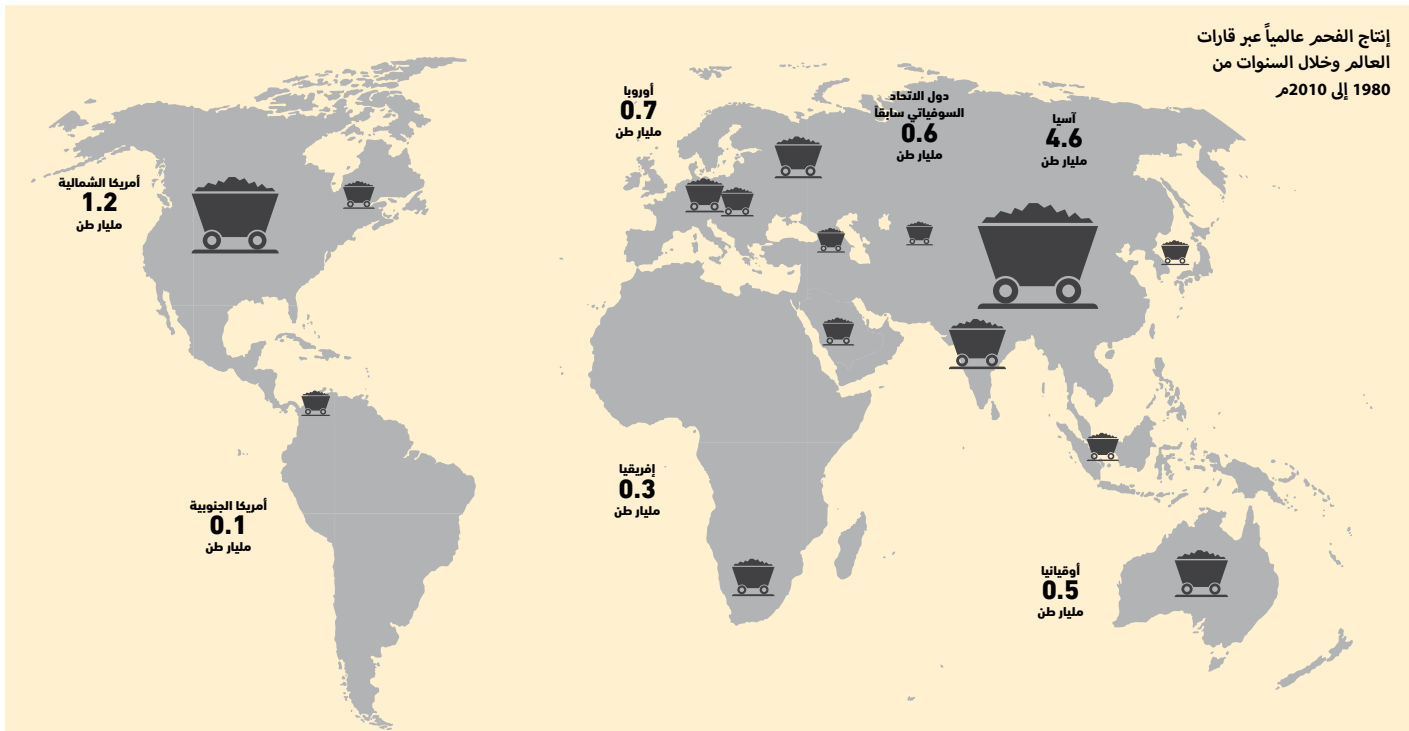 إنتاج الفحم عالمياً عبر قارات
العالم وخلال السنوات من
1980 إلى 2010م
أوروبا
0.7
مليار طن
دول الاتحاد
السوفياتي سابقاً
0.6
مليار طن
آسيا
4.6
مليار طن
أمريكا الشمالية
1.2
مليار طن
إفريقيا
0.3
مليار طن
أمريكا الجنوبية
0.1
مليار طن
أوقيانيا
0.5
مليار طن